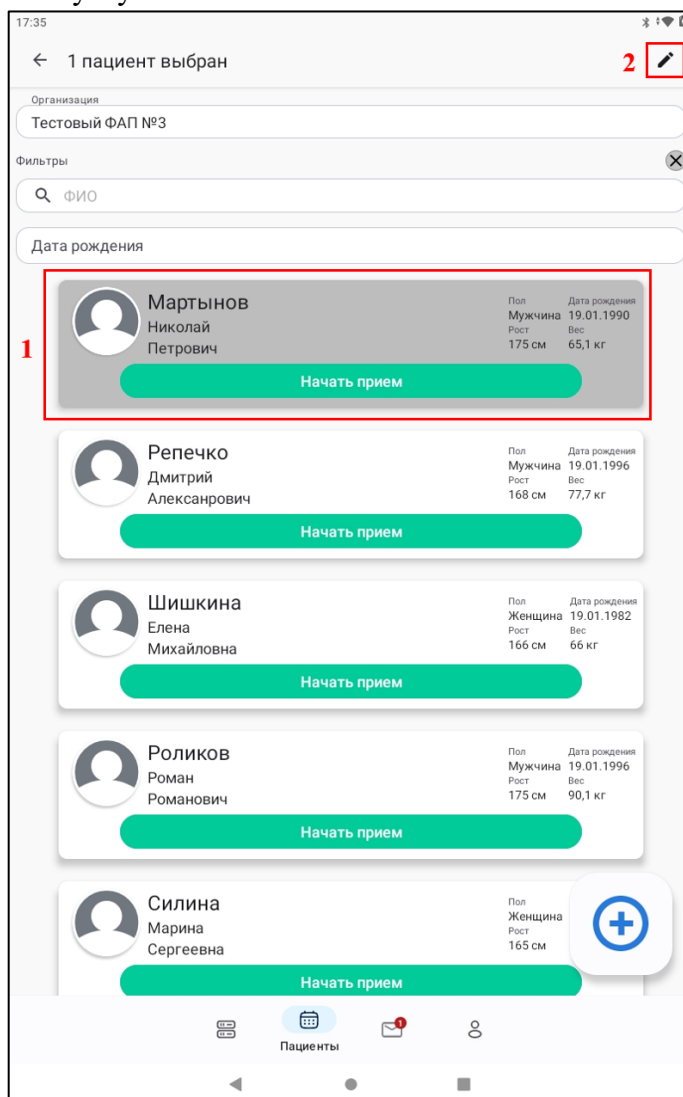 17:35
1 пациент выбран
2
Организация
Тестовый ФАП №3
Фильтры
ФИО
Дата рождения
1
Мартынов
Николай
Петрович
Пол Дата рождения
Мужчина 19.01.1990
Рост Вес
175 см 65,1 кг
Начать прием
Репечко
Дмитрий
Алексанрович
Пол Дата рождения
Мужчина 19.01.1996
Рост Вес
168 см 77,7 кг
Начать прием
Шишкина
Елена
Михайловна
Пол Дата рождения
Женщина 19.01.1982
Рост Вес
166 см 66 кг
Начать прием
Роликов
Роман
Романович
Пол Дата рождения
Мужчина 19.01.1996
Рост Вес
175 см 90,1 кг
Начать прием
Силина
Марина
Сергеевна
Пол
Женщина
Рост
165 см
Начать прием
1
Пациенты